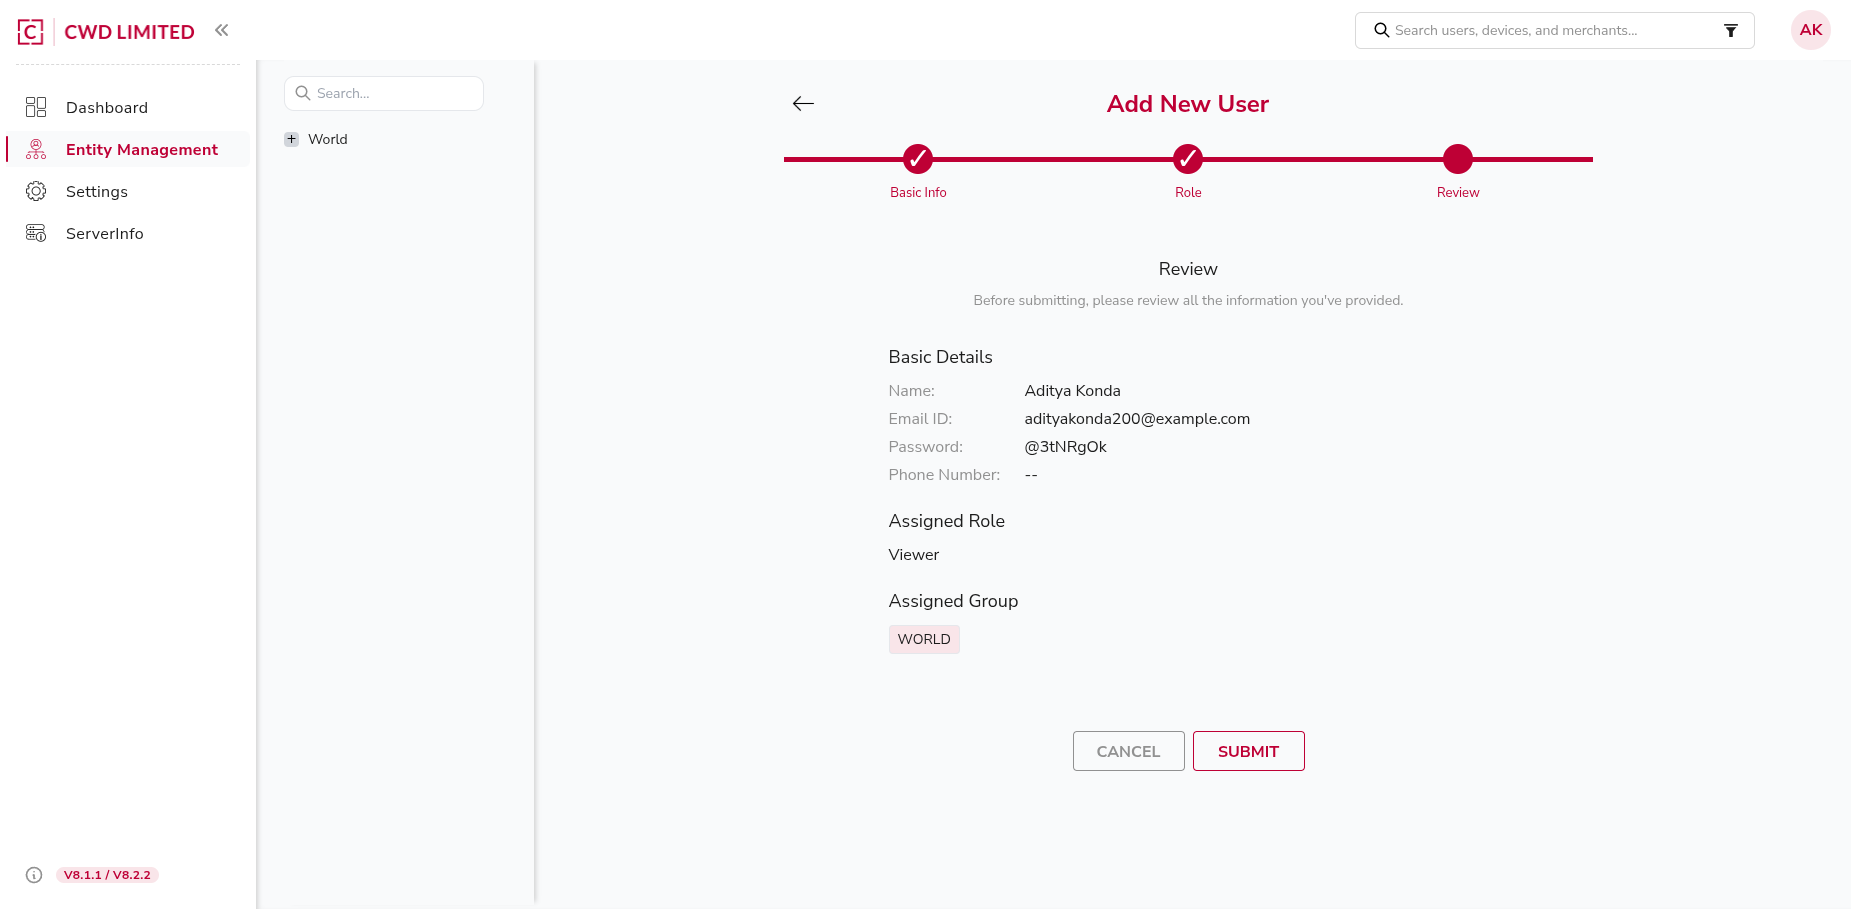 C CWD LIMITED
Search users, devices, and merchants...
AK
Dashboard
Entity Management
Settings
ServerInfo
V8.1.1 / V8.2.2
Search...
+ World
Add New User
Basic Info
Role
Review
Review
Before submitting, please review all the information you've provided.
Basic Details
Name: Aditya Konda
Email ID: adityakonda200@example.com
Password: @3tNRgOk
Phone Number: --
Assigned Role
Viewer
Assigned Group
WORLD
CANCEL SUBMIT